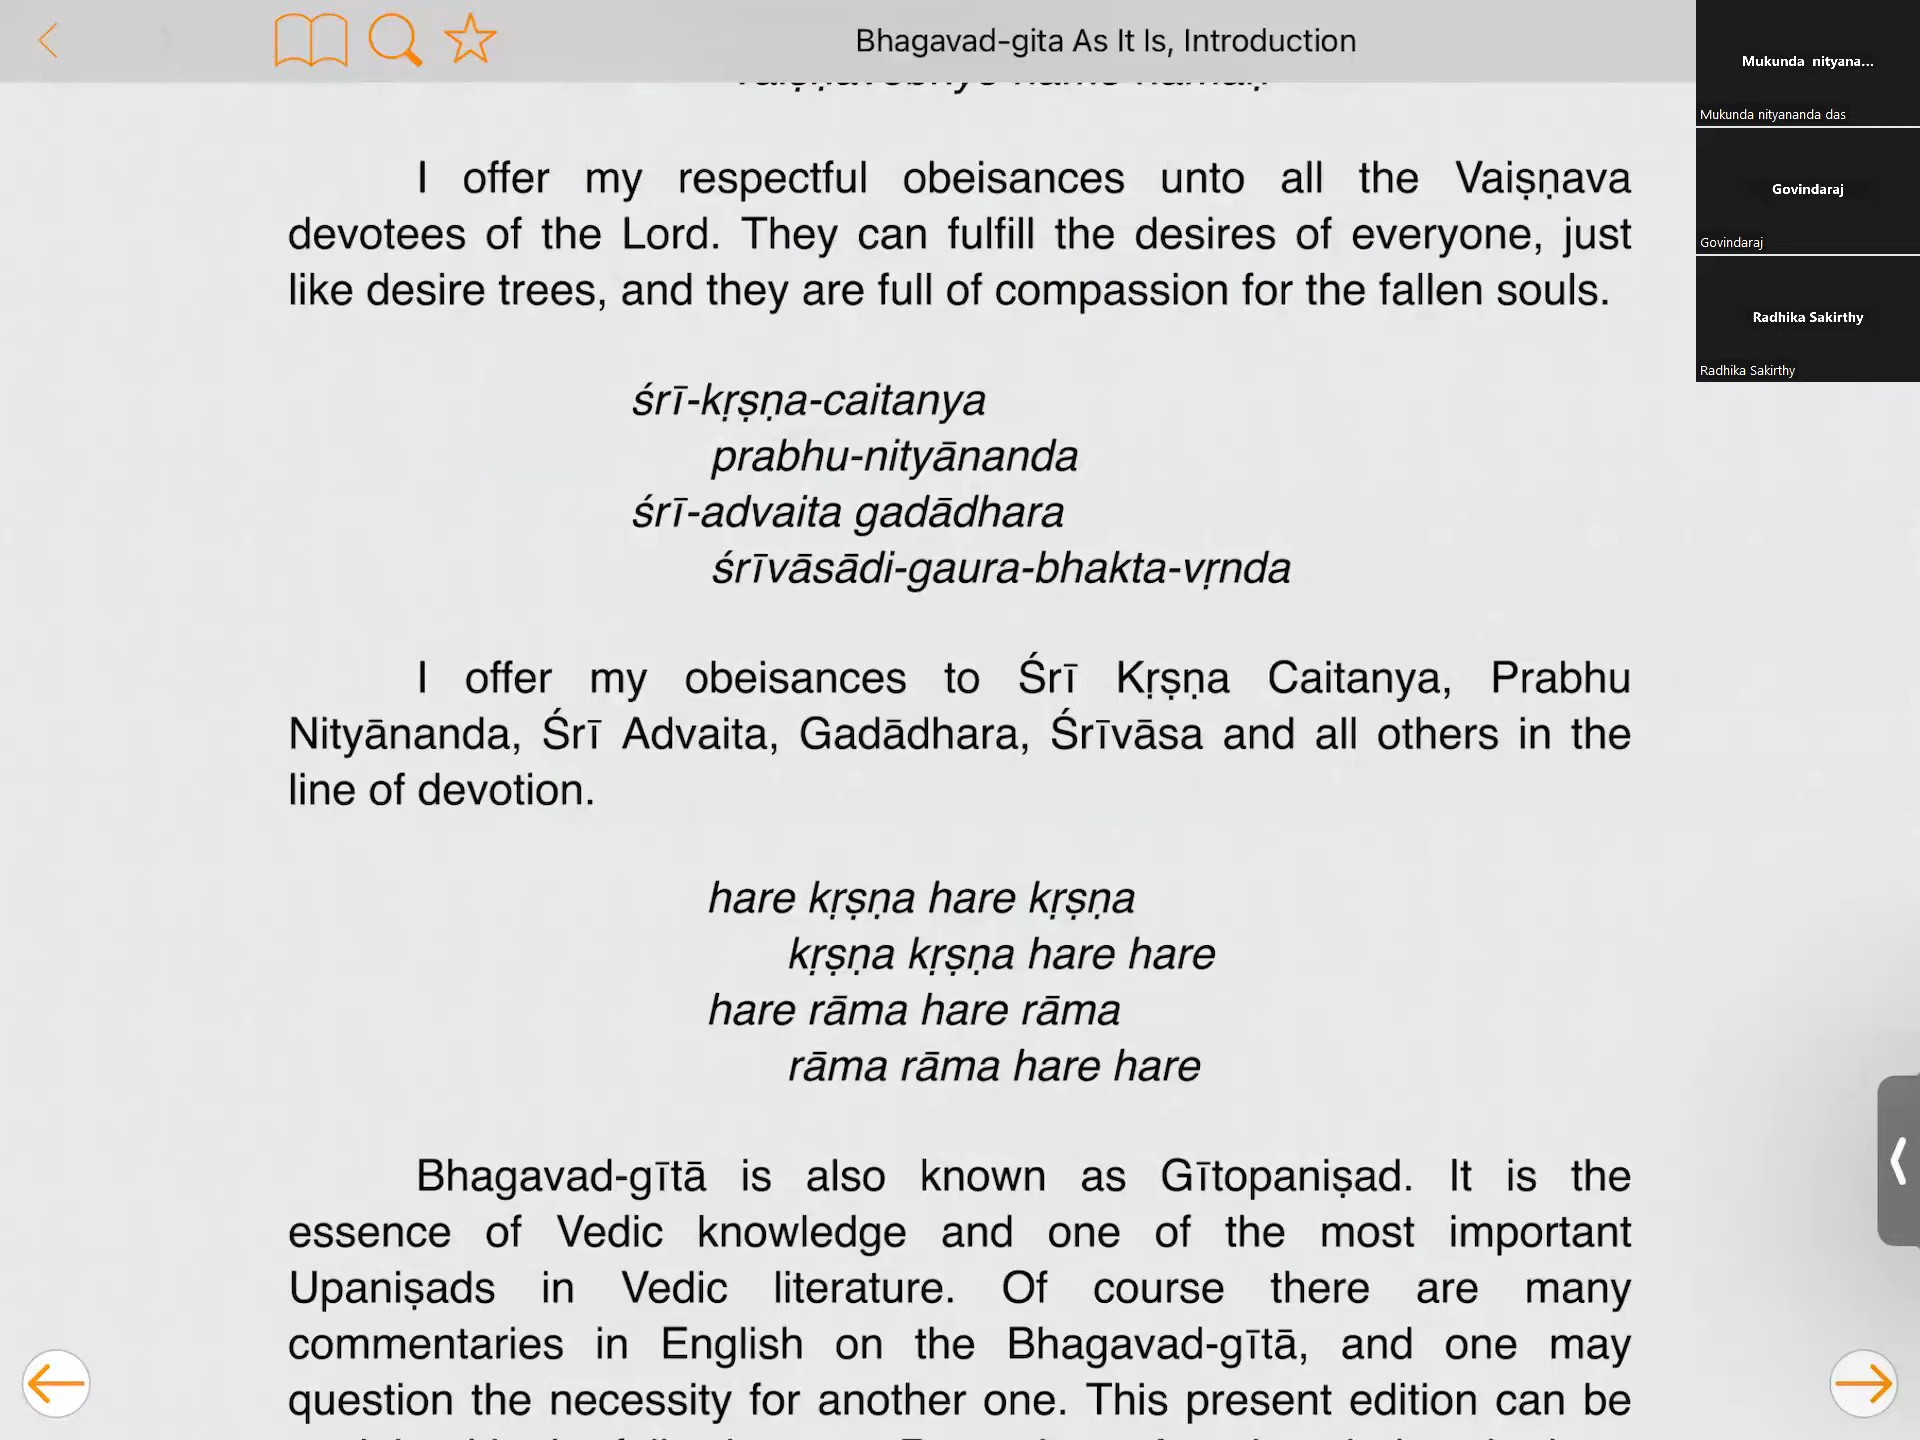 Bhagavad-gita As It Is, Introduction
Mukunda nityana...
Mukunda nityananda das
Govindaraj
Govindaraj
Radhika Sakirthy
Radhika Sakirthy
I offer my respectful obeisances unto all the Vaiṣṇava
devotees of the Lord. They can fulfill the desires of everyone, just
like desire trees, and they are full of compassion for the fallen souls.
śrī-kṛṣṇa-caitanya
prabhu-nityānanda
śrī-advaita gadādhara
śrīvāsādi-gaura-bhakta-vṛnda
I offer my obeisances to Śrī Kṛṣṇa Caitanya, Prabhu
Nityānanda, Śrī Advaita, Gadādhara, Śrīvāsa and all others in the
line of devotion.
hare kṛṣṇa hare kṛṣṇa
kṛṣṇa kṛṣṇa hare hare
hare rāma hare rāma
rāma rāma hare hare
Bhagavad-gītā is also known as Gītopaniṣad. It is the
essence of Vedic knowledge and one of the most important
Upaniṣads in Vedic literature. Of course there are many
commentaries in English on the Bhagavad-gītā, and one may
question the necessity for another one. This present edition can be